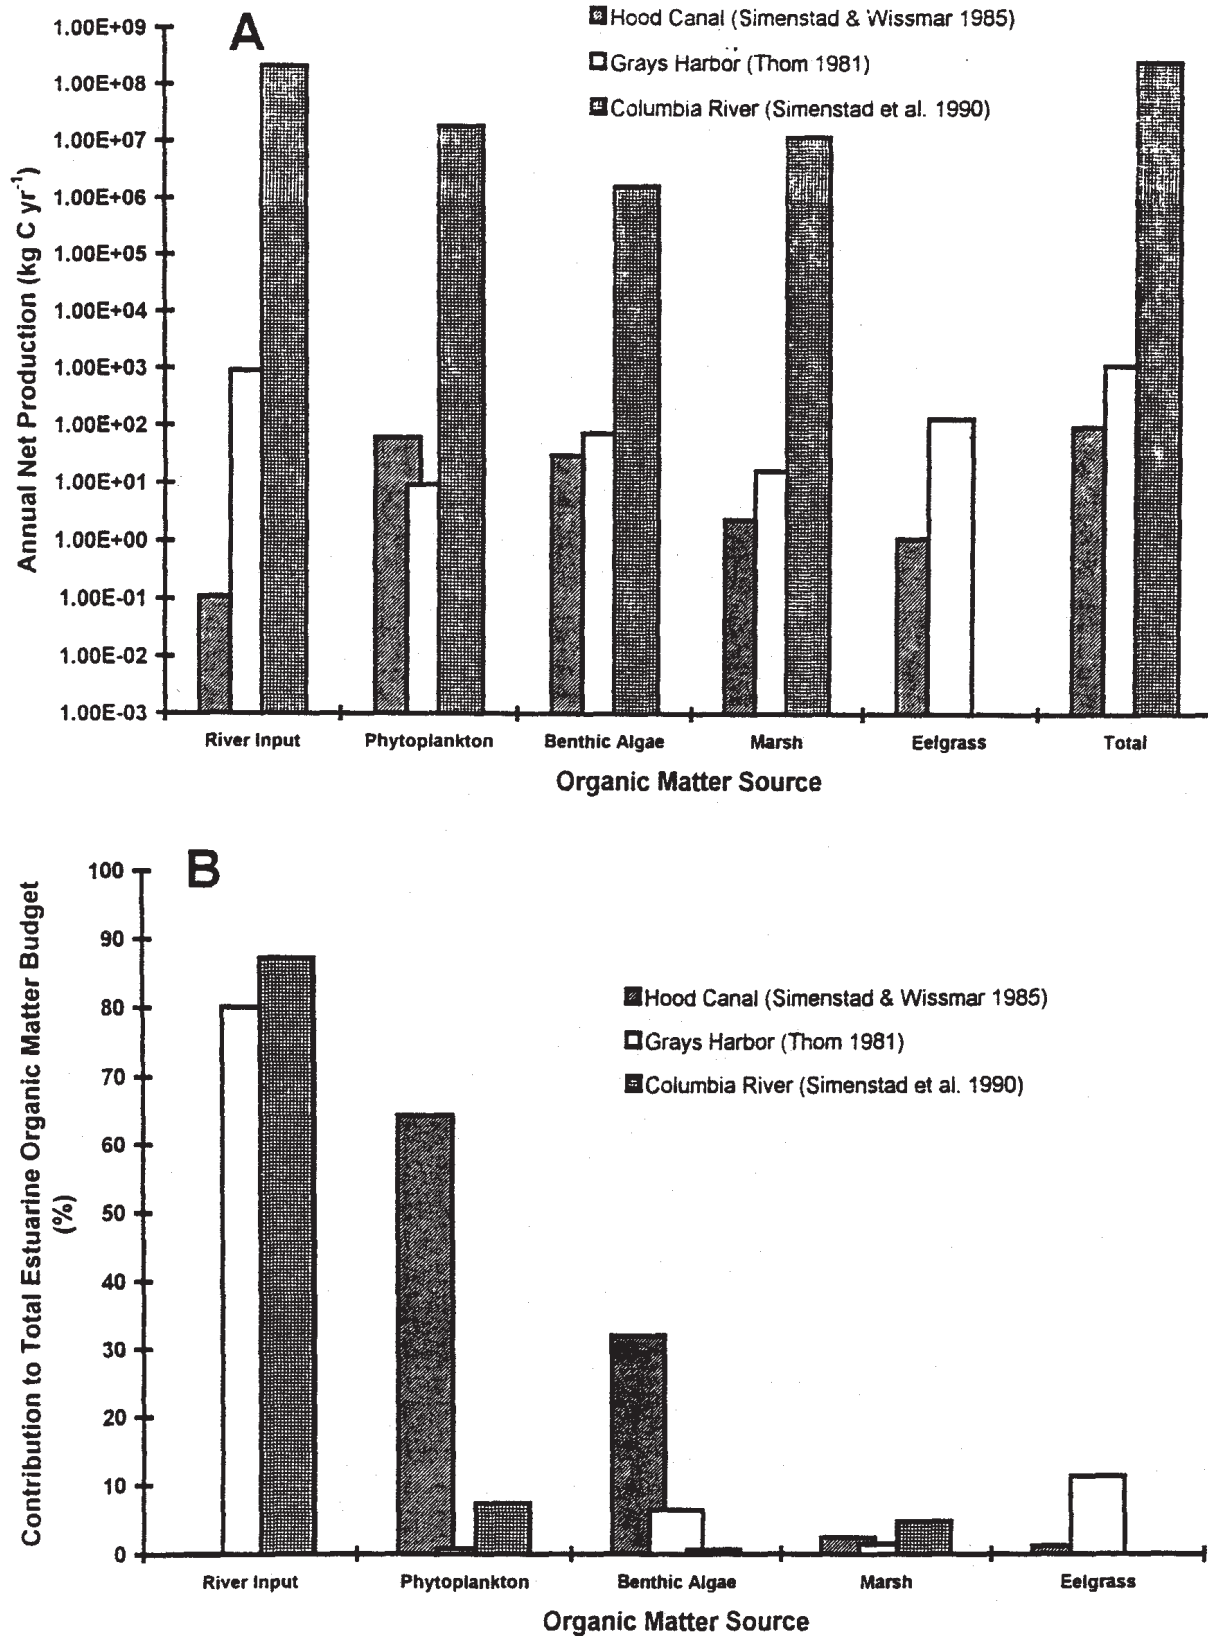 A
Hood Canal (Simenstad & Wissmar 1985)
Grays Harbor (Thom 1981)
Columbia River (Simenstad et al. 1990)
Annual Net Production (kg C yr-1)
1.00E+09
1.00E+08
1.00E+07
1.00E+06
1.00E+05
1.00E+04
1.00E+03
1.00E+02
1.00E+01
1.00E+00
1.00E-01
1.00E-02
1.00E-03
River Input Phytoplankton Benthic Algae Marsh Eelgrass Total
Organic Matter Source
B
Hood Canal (Simenstad & Wissmar 1985)
Grays Harbor (Thom 1981)
Columbia River (Simenstad et al. 1990)
Contribution to Total Estuarine Organic Matter Budget
(%)
100
90
80
70
60
50
40
30
20
10
0
River Input Phytoplankton Benthic Algae Marsh Eelgrass
Organic Matter Source